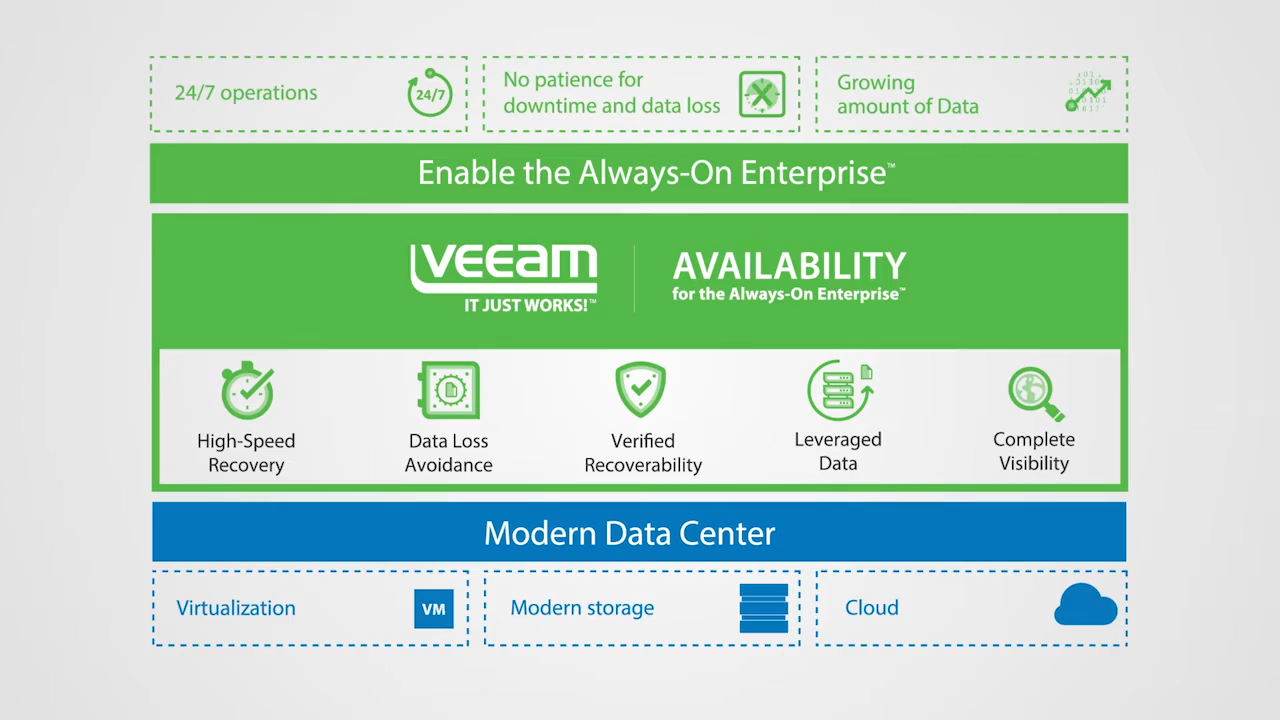 24/7 operations
24/7
No patience for
downtime and data loss
Growing
amount of Data
Enable the Always-On Enterprise™
veeam
IT JUST WORKS!™
AVAILABILITY
for the Always-On Enterprise™
High-Speed
Recovery
Data Loss
Avoidance
Verified
Recoverability
Leveraged
Data
Complete
Visibility
Modern Data Center
Virtualization
VM
Modern storage
Cloud